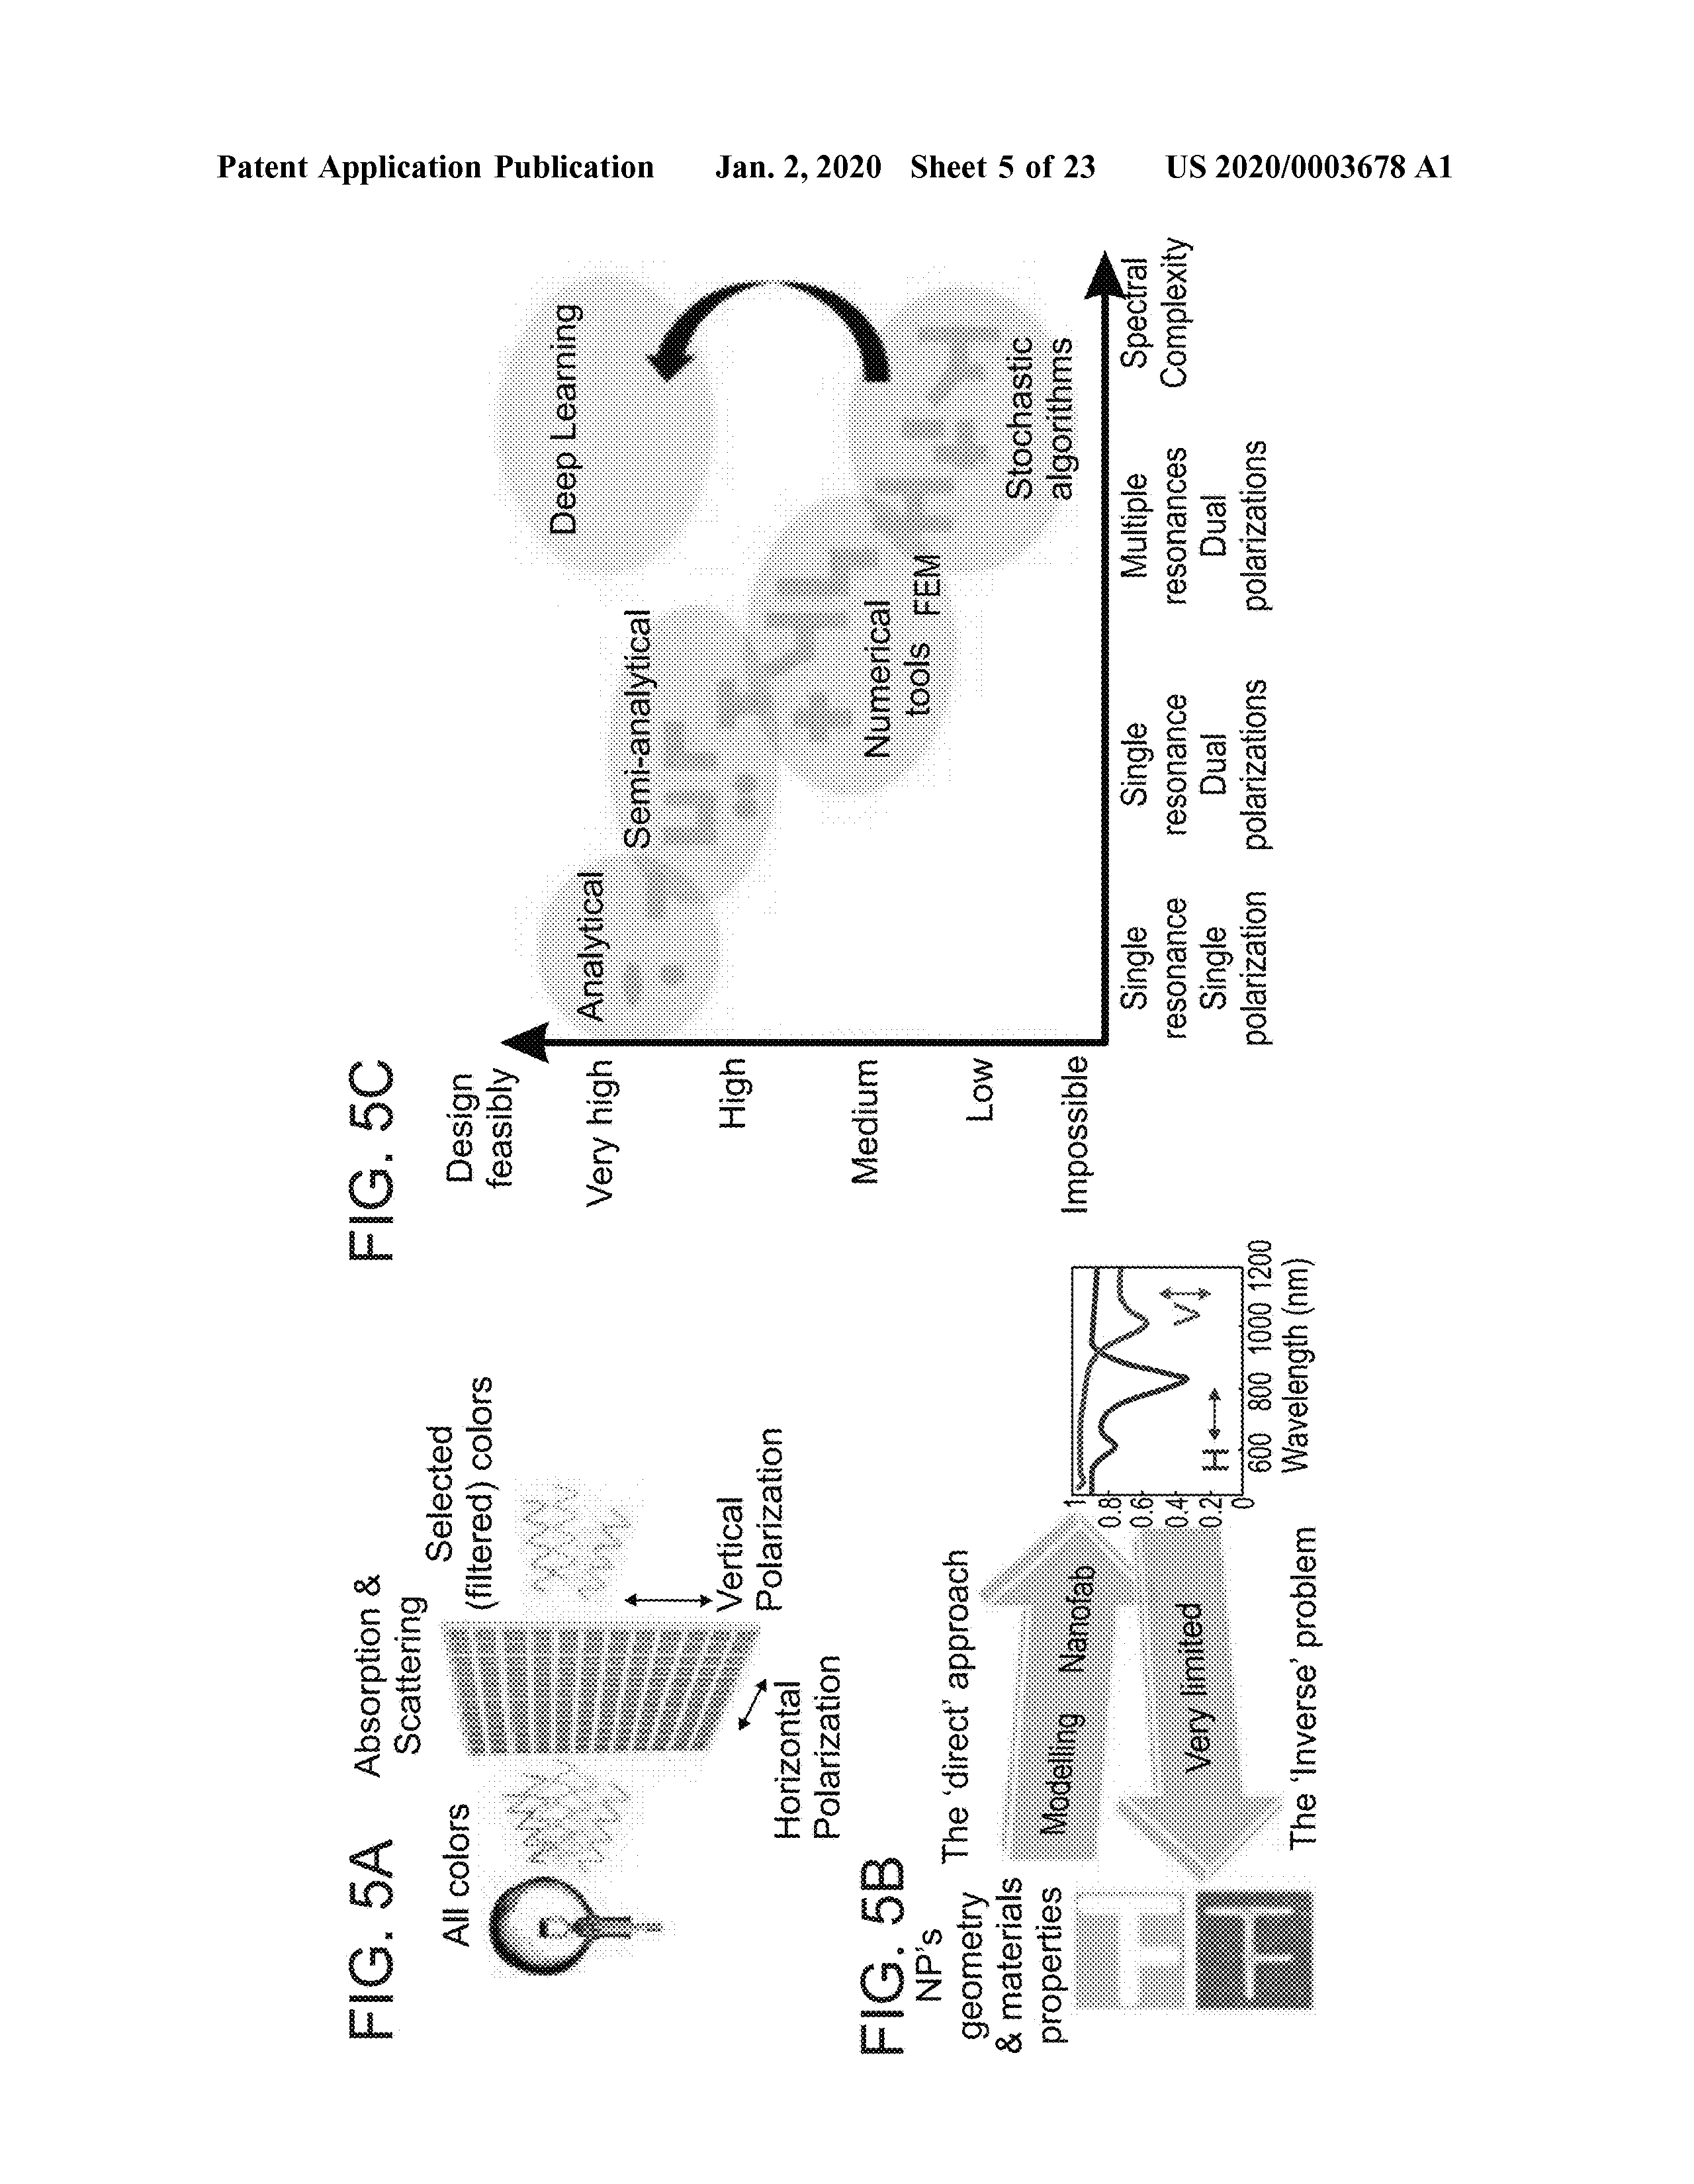 Patent Application Publication Jan. 2, 2020 Sheet 5 of 23 US 2020/0003678 A1
FIG. 5A
All colors
Absorption &
Scattering
Selected
(filtered) colors
Vertical
Polarization
Horizontal
Polarization
FIG. 5B
NP's
geometry
& materials
properties
The 'direct' approach
Modelling Nanofab
Very limited
The 'Inverse' problem
1
0.8
0.6
0.4
0.2
0
H
V
600 800 1000 1200
Wavelength (nm)
FIG. 5C
Design
feasibly
Very high
High
Medium
Low
Impossible
Analytical
Semi-analytical
Numerical
tools FEM
Deep Learning
Stochastic
algorithms
Single
resonance
Single
polarization
Single
resonance
Dual
polarizations
Multiple
resonances
Dual
polarizations
Spectral
Complexity